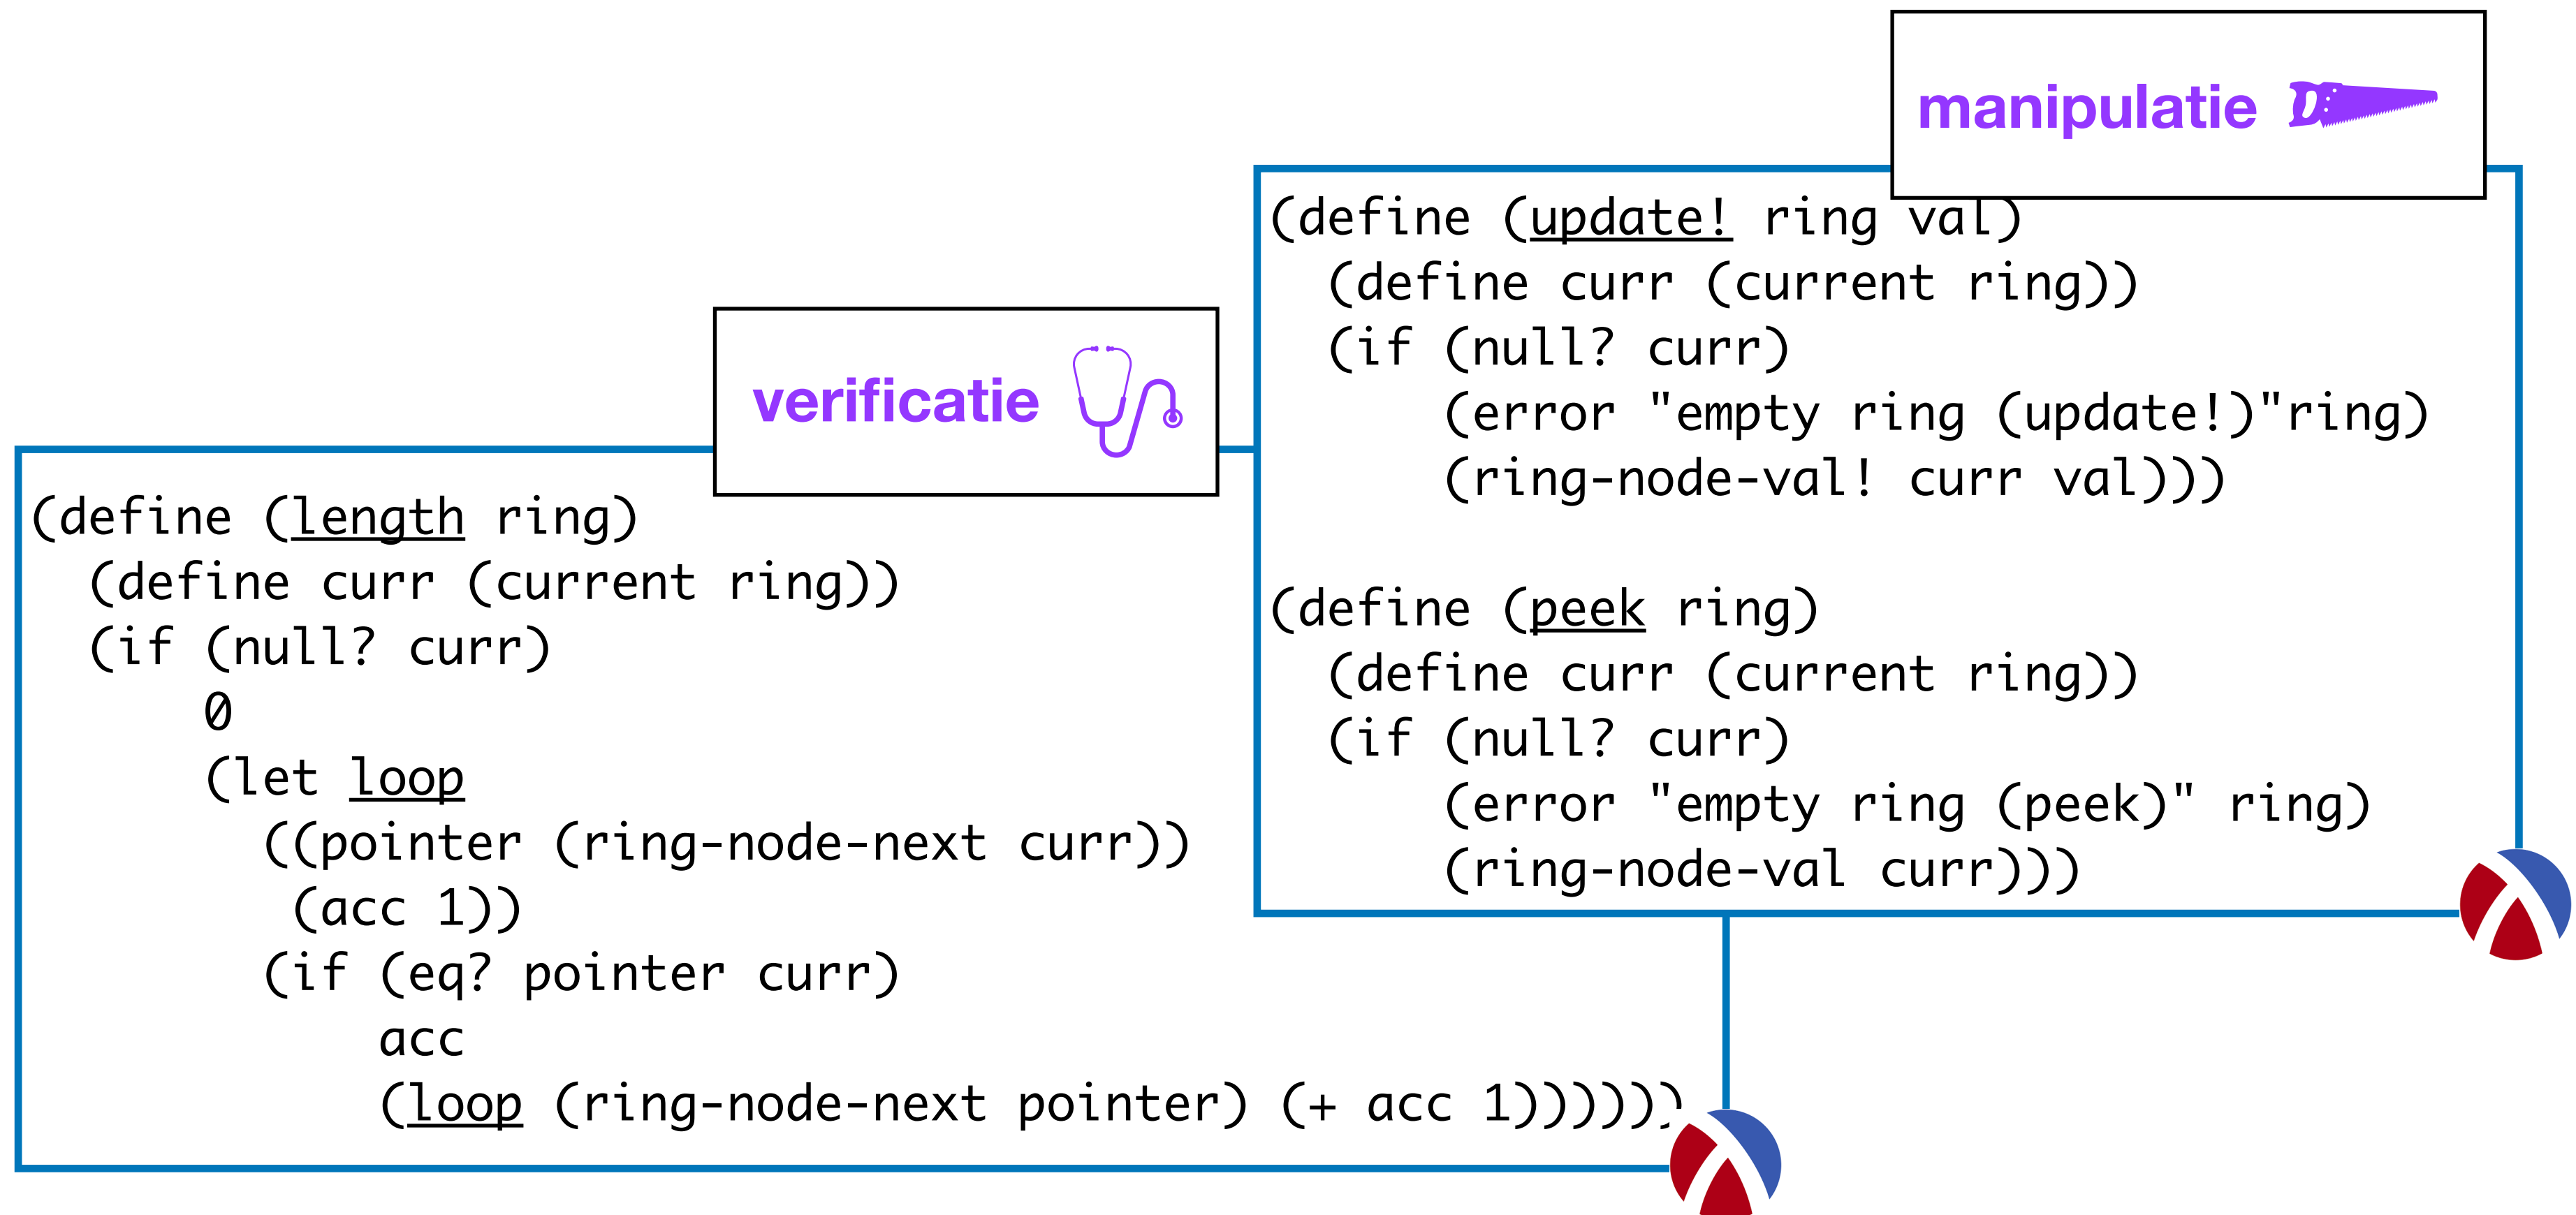 verificatie
(define (length ring)
  (define curr (current ring))
  (if (null? curr)
      0
      (let loop
        ((pointer (ring-node-next curr))
         (acc 1))
        (if (eq? pointer curr)
            acc
            (loop (ring-node-next pointer) (+ acc 1))))))
manipulatie
(define (update! ring val)
  (define curr (current ring))
  (if (null? curr)
      (error "empty ring (update!)"ring)
      (ring-node-val! curr val)))
(define (peek ring)
  (define curr (current ring))
  (if (null? curr)
      (error "empty ring (peek)" ring)
      (ring-node-val curr)))